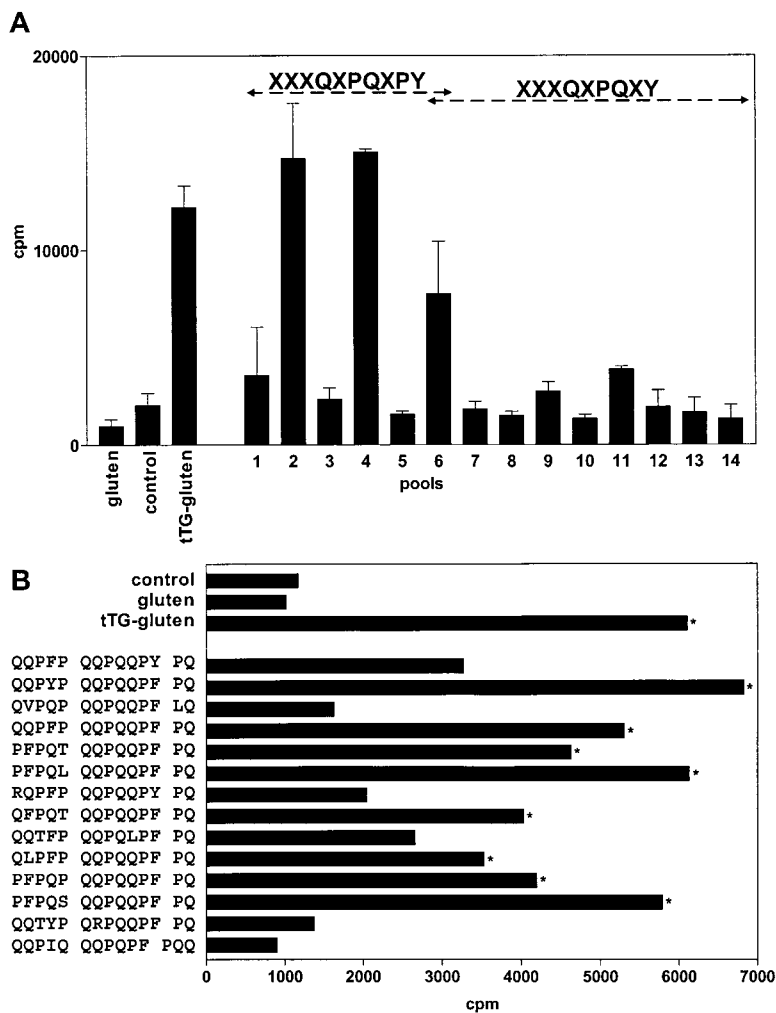 A
20000
XXXQXPQXPY
XXXQXPQXY
cpm
10000
0
gluten
control
tTG-gluten
1 2 3 4 5 6 7 8 9 10 11 12 13 14
pools
B
control
gluten
tTG-gluten *
QQPFP QQPQQPY PQ
QQPYP QQPQQPF PQ *
QVPQP QQPQQPF LQ
QQPFP QQPQQPF PQ *
PFPQT QQPQQPF PQ *
PFPQL QQPQQPF PQ *
RQPFP QQPQQPY PQ
QFPQT QQPQQPF PQ *
QQTFP QQPQLPF PQ
QLPFP QQPQQPF PQ *
PFPQP QQPQQPF PQ *
PFPQS QQPQQPF PQ *
QQTYP QRPQQPF PQ
QQPIQ QQPQPF PQQ
0 1000 2000 3000 4000 5000 6000 7000
cpm